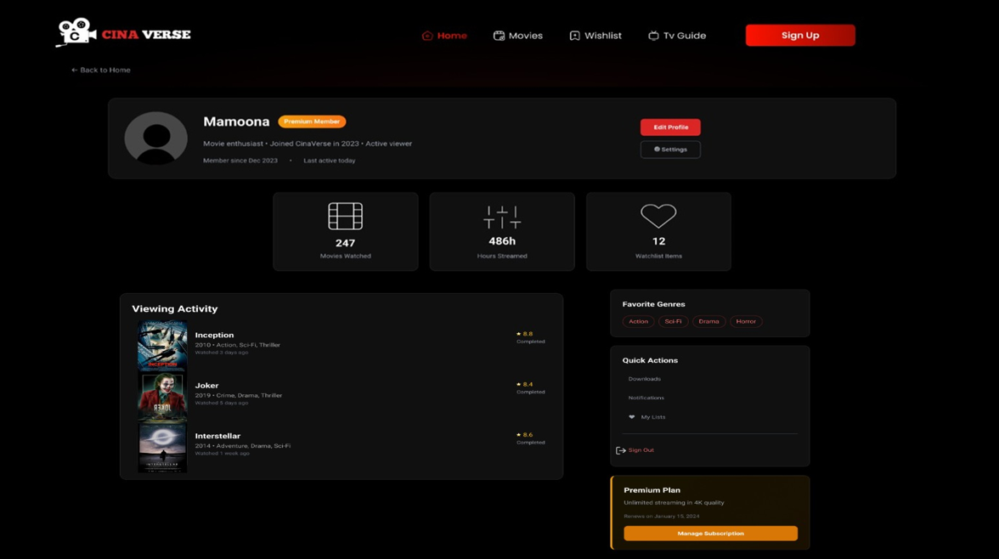 CINA VERSE
Home
Movies
Wishlist
Tv Guide
Sign Up
← Back to Home
Mamoona
Premium Member
Movie enthusiast • Joined CinaVerse in 2023 • Active viewer
Member since Dec 2023 • Last active today
Edit Profile
Settings
247
Movies Watched
486h
Hours Streamed
12
Watchlist Items
Viewing Activity
INCEPTION
Inception
2010 • Action, Sci-Fi, Thriller
Watched 3 days ago
★ 8.8
Completed
JOKER
Joker
2019 • Crime, Drama, Thriller
Watched 5 days ago
★ 8.4
Completed
INTERSTELLAR
Interstellar
2014 • Adventure, Drama, Sci-Fi
Watched 1 week ago
★ 8.6
Completed
Favorite Genres
Action
Sci-Fi
Drama
Horror
Quick Actions
Downloads
Notifications
❤ My Lists
Sign Out
Premium Plan
Unlimited streaming in 4K quality
Renews on January 15, 2024
Manage Subscription